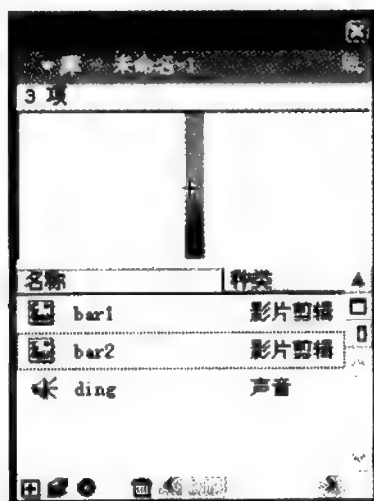 库 - 未命名-1
3 项
名称 种类
bar1 影片剪辑
bar2 影片剪辑
ding 声音